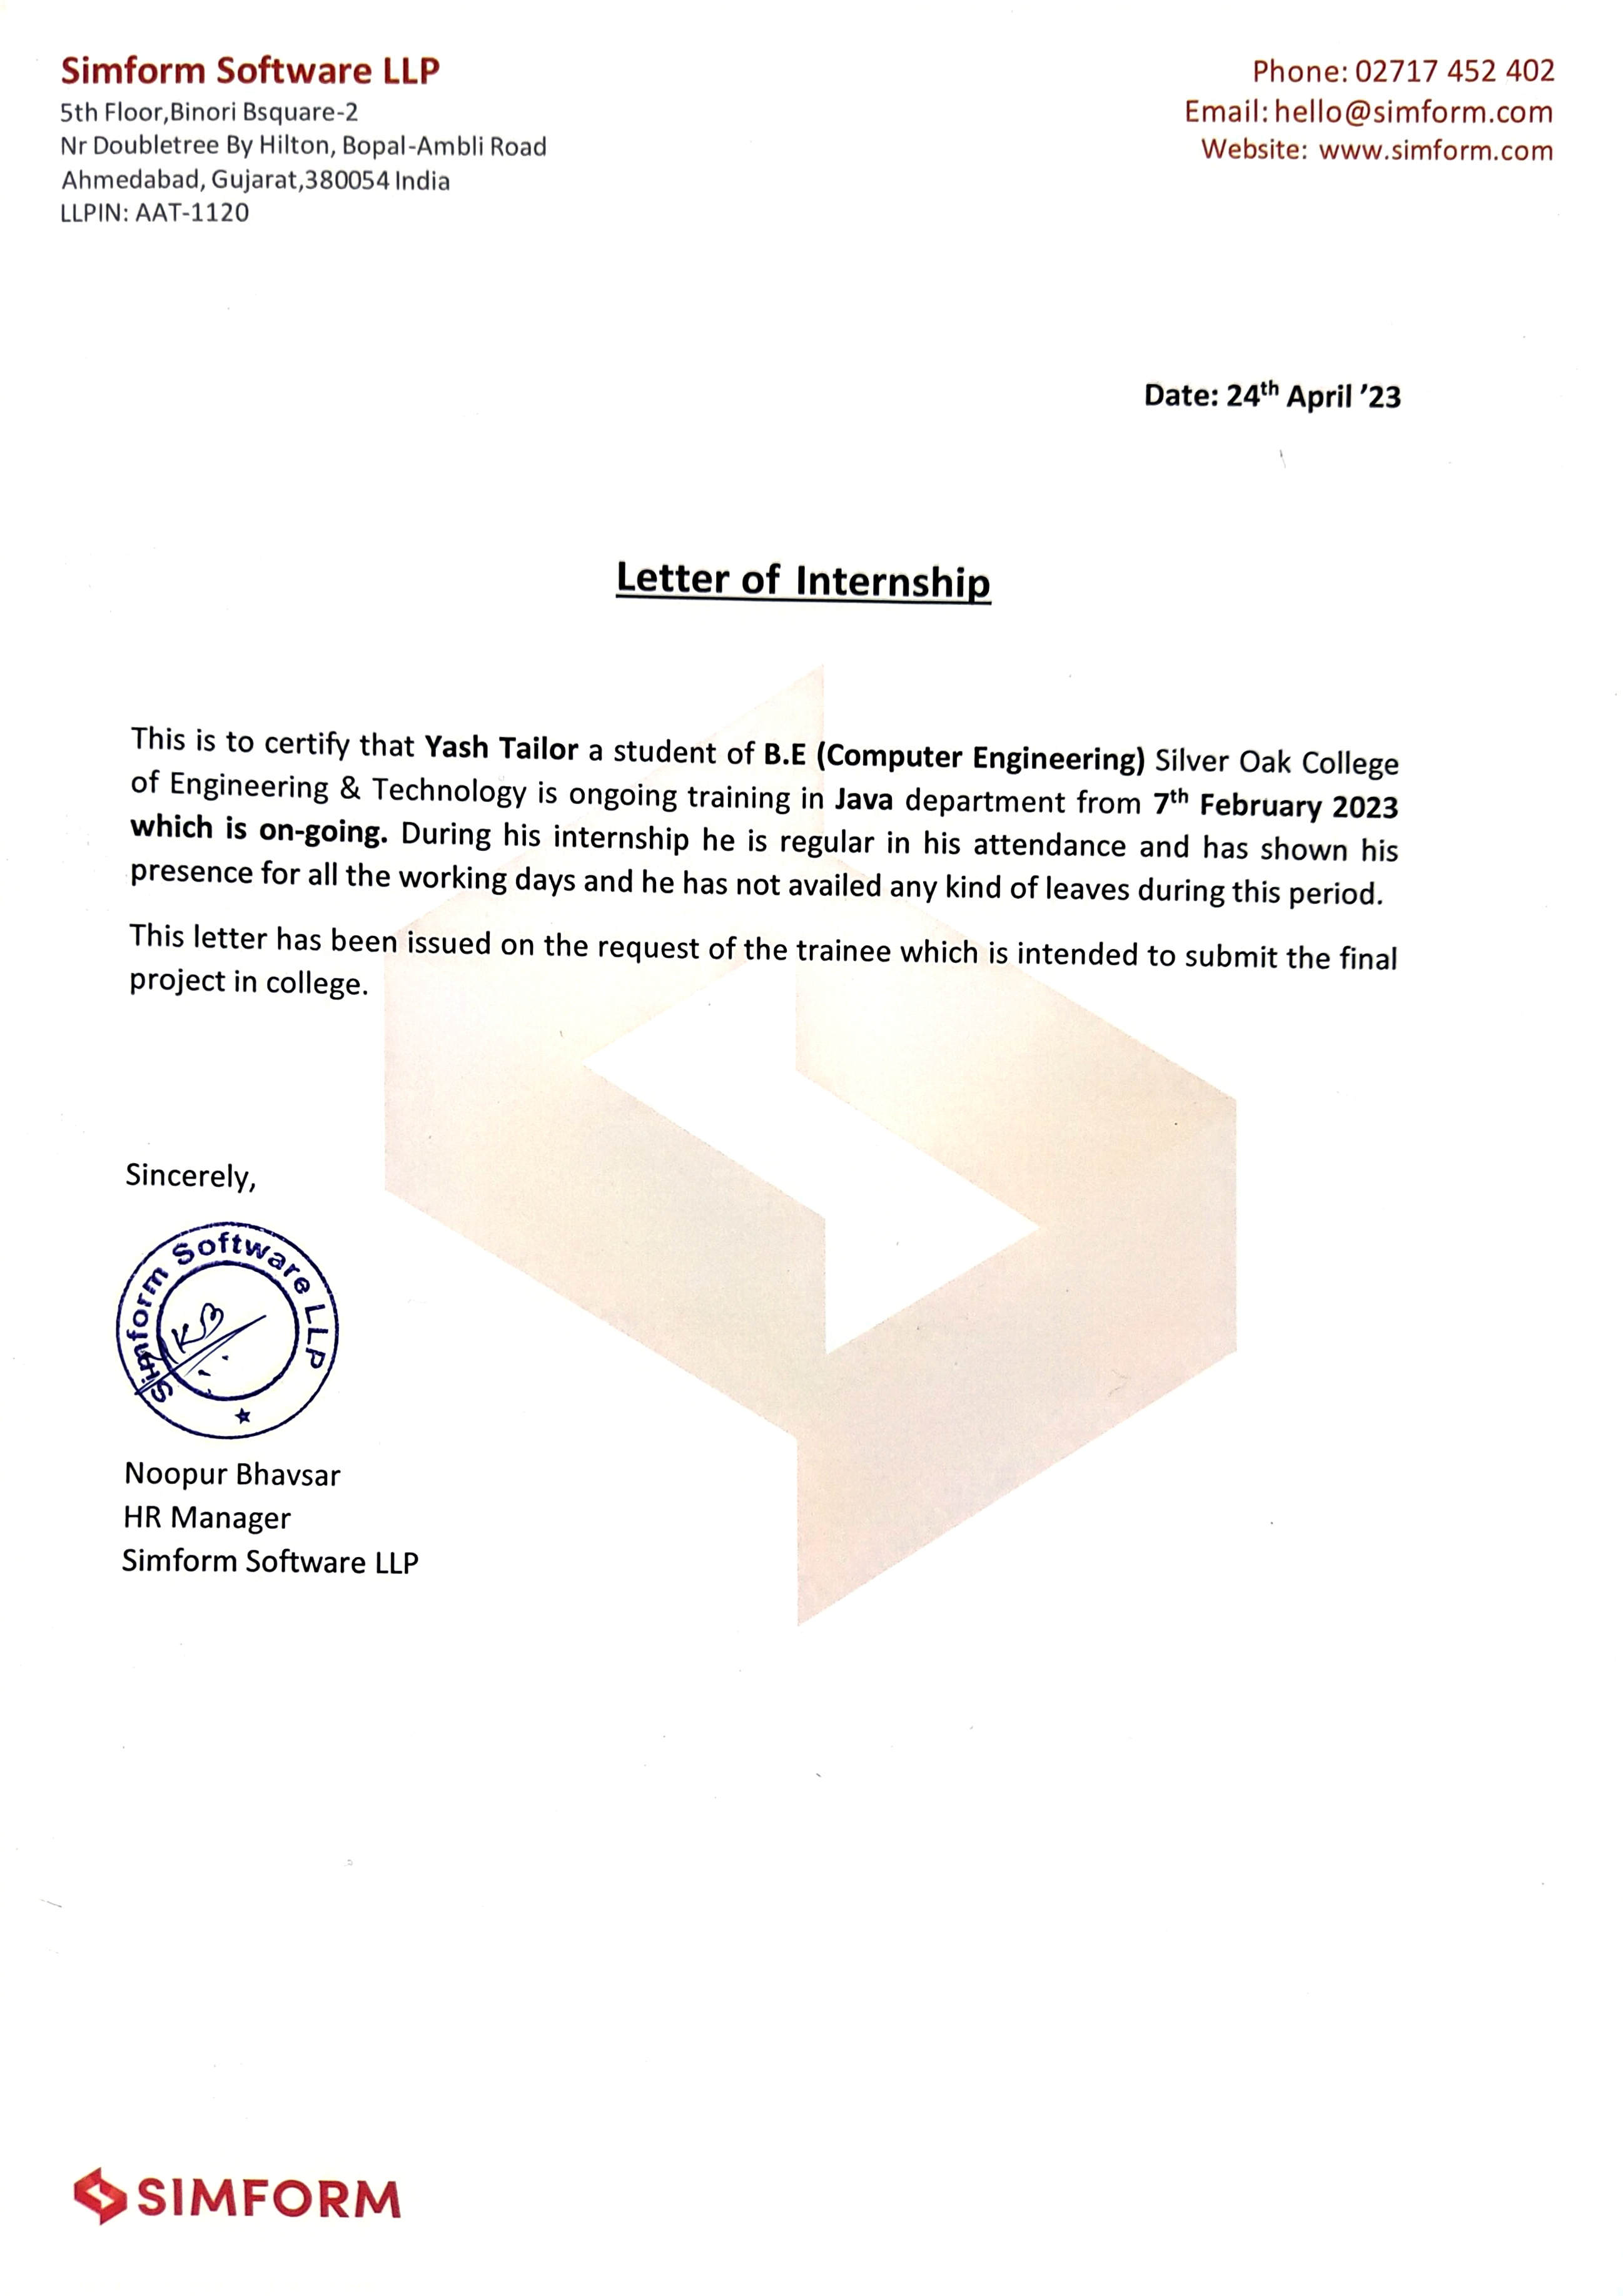 Simform Software LLP
5th Floor,Binori Bsquare-2
Nr Doubletree By Hilton, Bopal-Ambli Road
Ahmedabad, Gujarat,380054 India
LLPIN: AAT-1120
Phone: 02717 452 402
Email: hello@simform.com
Website: www.simform.com
Date: 24th April ’23
Letter of Internship
This is to certify that Yash Tailor a student of B.E (Computer Engineering) Silver Oak College
of Engineering & Technology is ongoing training in Java department from 7th February 2023
which is on-going. During his internship he is regular in his attendance and has shown his
presence for all the working days and he has not availed any kind of leaves during this period.
This letter has been issued on the request of the trainee which is intended to submit the final
project in college.
Sincerely,
Simform Software LLP
Noopur Bhavsar
HR Manager
Simform Software LLP
SIMFORM